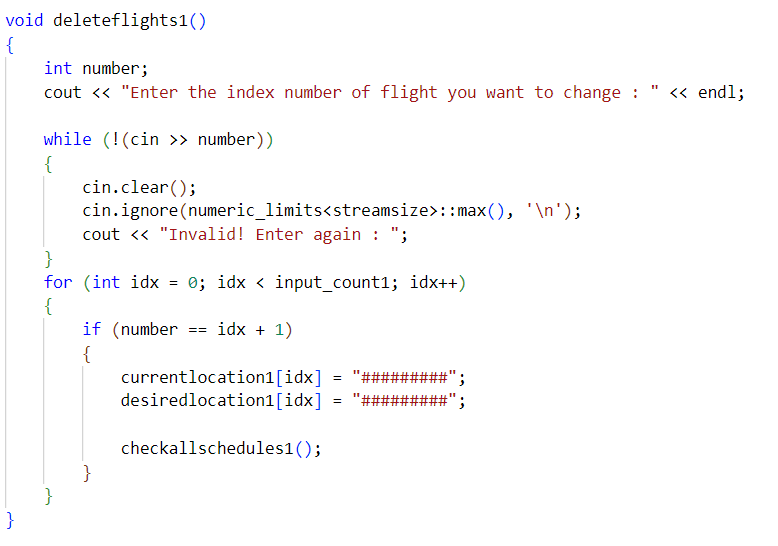 void deleteflights1()
{
    int number;
    cout << "Enter the index number of flight you want to change : " << endl;

    while (!(cin >> number))
    {
        cin.clear();
        cin.ignore(numeric_limits<streamsize>::max(), '\n');
        cout << "Invalid! Enter again : ";
    }
    for (int idx = 0; idx < input_count1; idx++)
    {
        if (number == idx + 1)
        {
            currentlocation1[idx] = "#########";
            desiredlocation1[idx] = "#########";

            checkallschedules1();
        }
    }
}